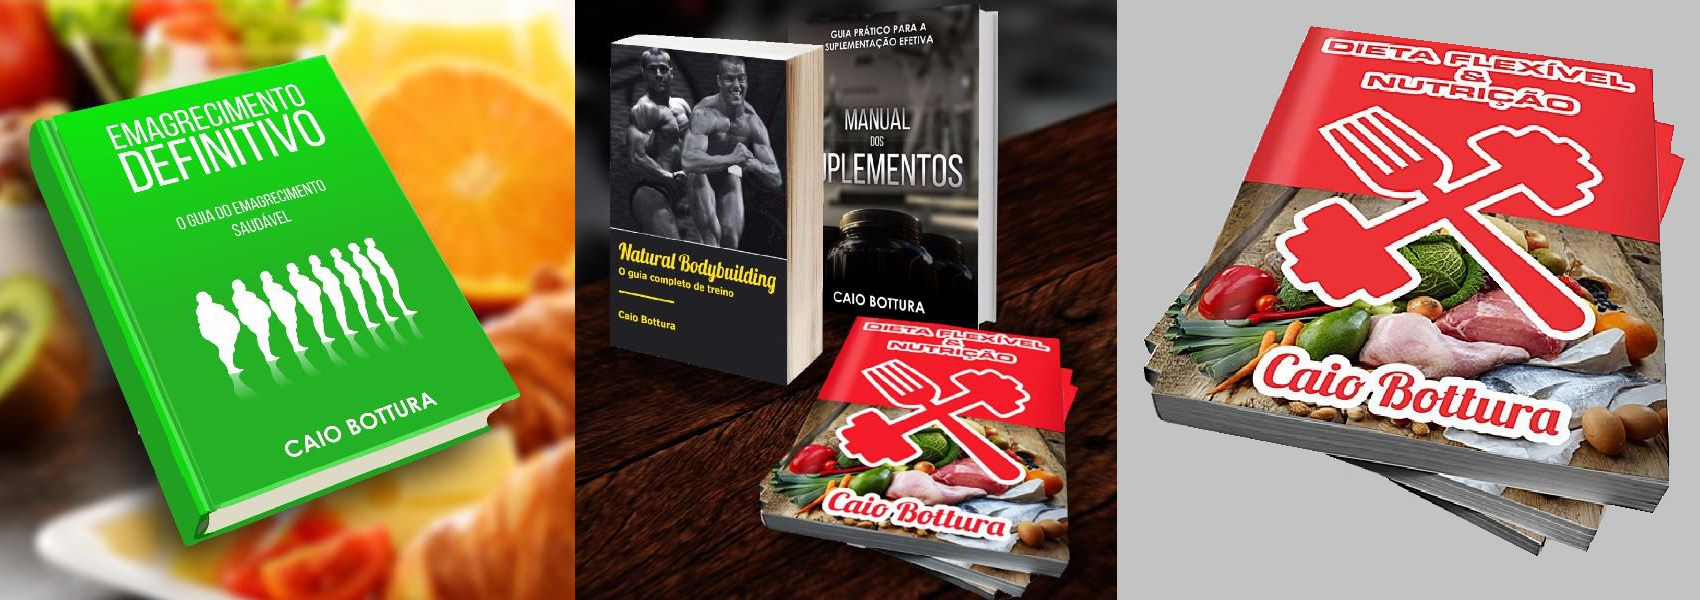 EMAGRECIMENTO
DEFINITIVO
O GUIA DO EMAGRECIMENTO
SAUDÁVEL
CAIO BOTTURA
Natural Bodybuilding
O guia completo de treino
Caio Bottura
GUIA PRÁTICO PARA A
SUPLEMENTAÇÃO EFETIVA
MANUAL
DOS
UPLEMENTOS
CAIO BOTTURA
DIETA FLEXÍVEL
&
NUTRIÇÃO
Caio Bottura
DIETA FLEXÍVEL
&
NUTRIÇÃO
Caio Bottura